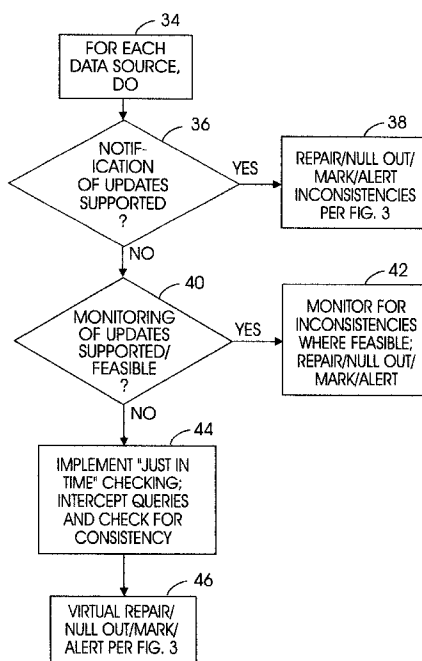 34
FOR EACH
DATA SOURCE,
DO
36
NOTIF-
ICATION
OF UPDATES
SUPPORTED
?
YES
38
REPAIR/NULL OUT/
MARK/ALERT
INCONSISTENCIES
PER FIG. 3
NO
40
MONITORING
OF UPDATES
SUPPORTED/
FEASIBLE
?
YES
42
MONITOR FOR
INCONSISTENCIES
WHERE FEASIBLE;
REPAIR/NULL OUT/
MARK/ALERT
NO
44
IMPLEMENT "JUST IN
TIME" CHECKING;
INTERCEPT QUERIES
AND CHECK FOR
CONSISTENCY
46
VIRTUAL REPAIR/
NULL OUT/MARK/
ALERT PER FIG. 3